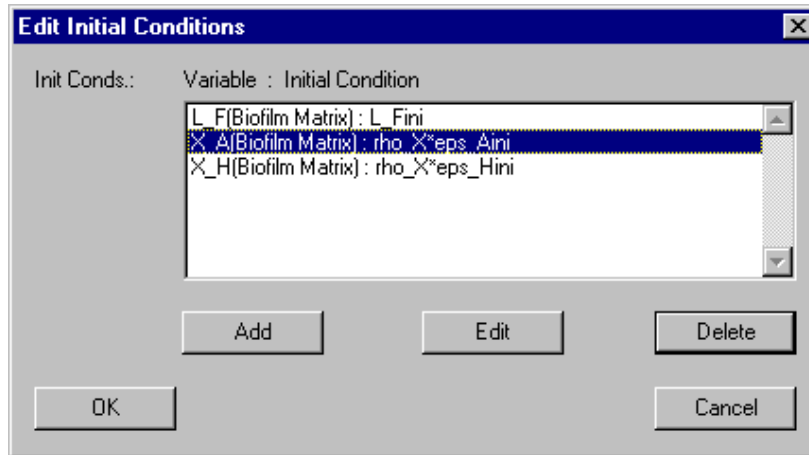 Edit Initial Conditions
Init Conds.: Variable : Initial Condition
L_F(Biofilm Matrix) : L_Fini
X_A(Biofilm Matrix) : rho_X*eps_Aini
X_H(Biofilm Matrix) : rho_X*eps_Hini
Add Edit Delete
OK Cancel